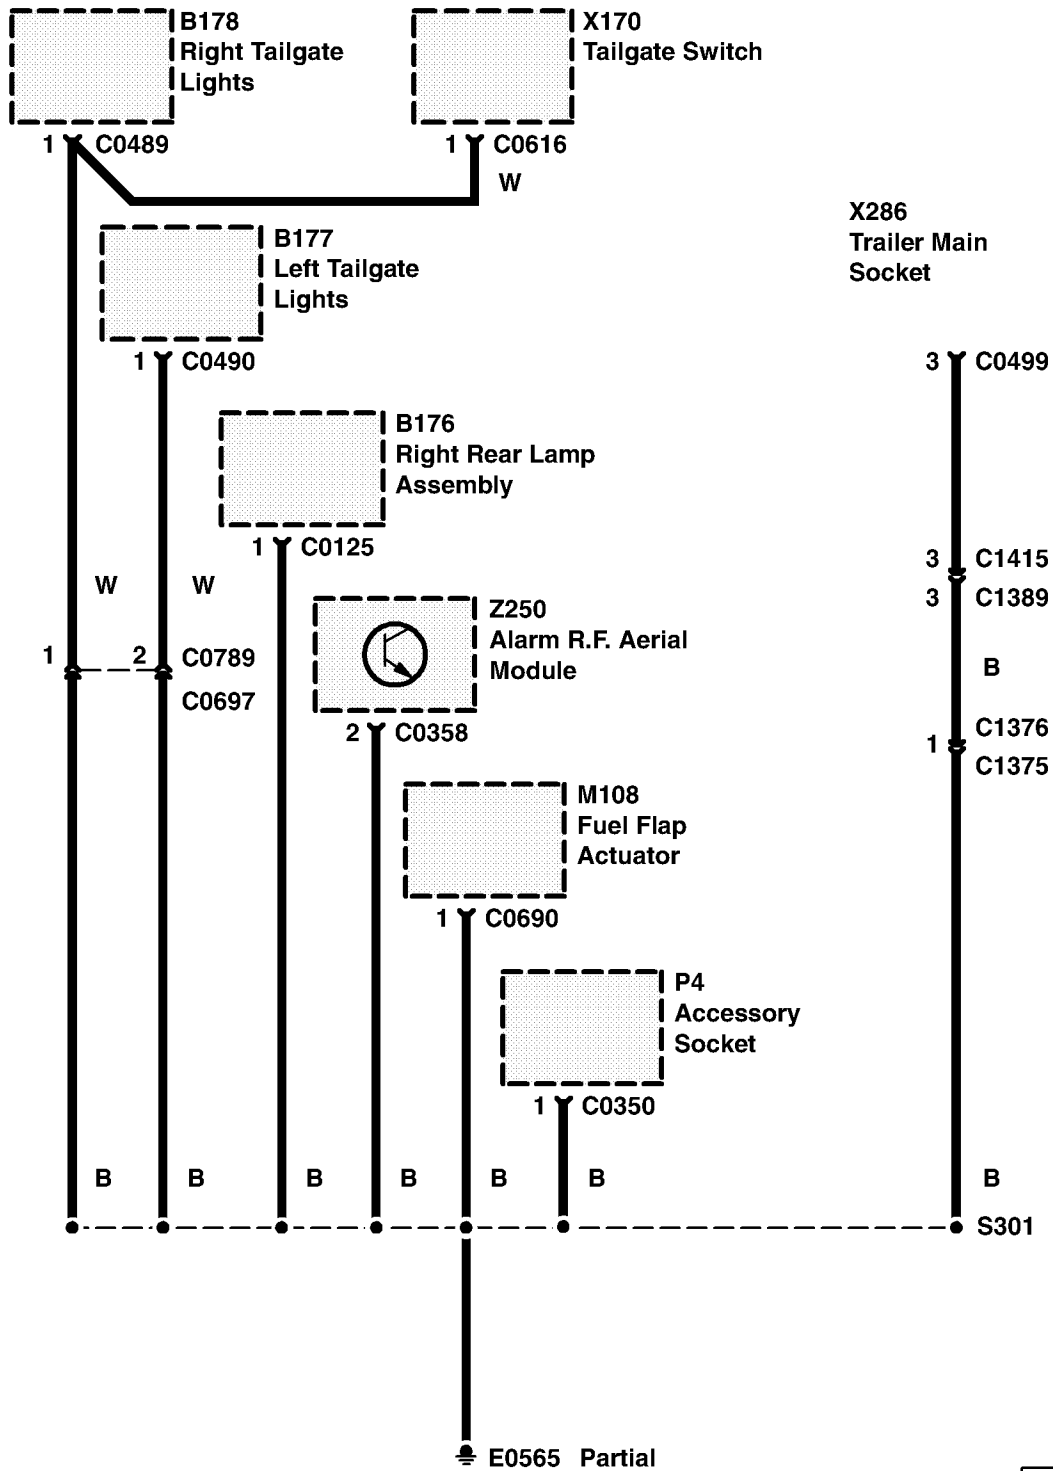 B178
Right Tailgate
Lights
X170
Tailgate Switch
1 C0489
1 C0616
W
X286
Trailer Main
Socket
B177
Left Tailgate
Lights
1 C0490
3 C0499
B176
Right Rear Lamp
Assembly
1 C0125
3 C1415
3 C1389
W W
Z250
Alarm R.F. Aerial
Module
1 2 C0789
C0697
B
2 C0358
C1376
1
C1375
M108
Fuel Flap
Actuator
1 C0690
P4
Accessory
Socket
1 C0350
B B B B B B B
S301
E0565 Partial